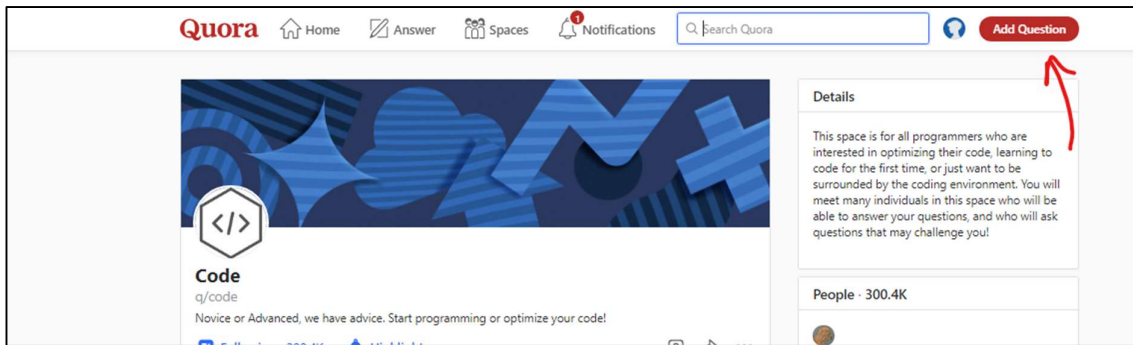 Quora Home Answer Spaces 1 Notifications Search Quora Add Question
Details
This space is for all programmers who are
interested in optimizing their code, learning to
code for the first time, or just want to be
surrounded by the coding environment. You will
meet many individuals in this space who will be
able to answer your questions, and who will ask
questions that may challenge you!
</>
Code
q/code
Novice or Advanced, we have advice. Start programming or optimize your code!
People · 300.4K